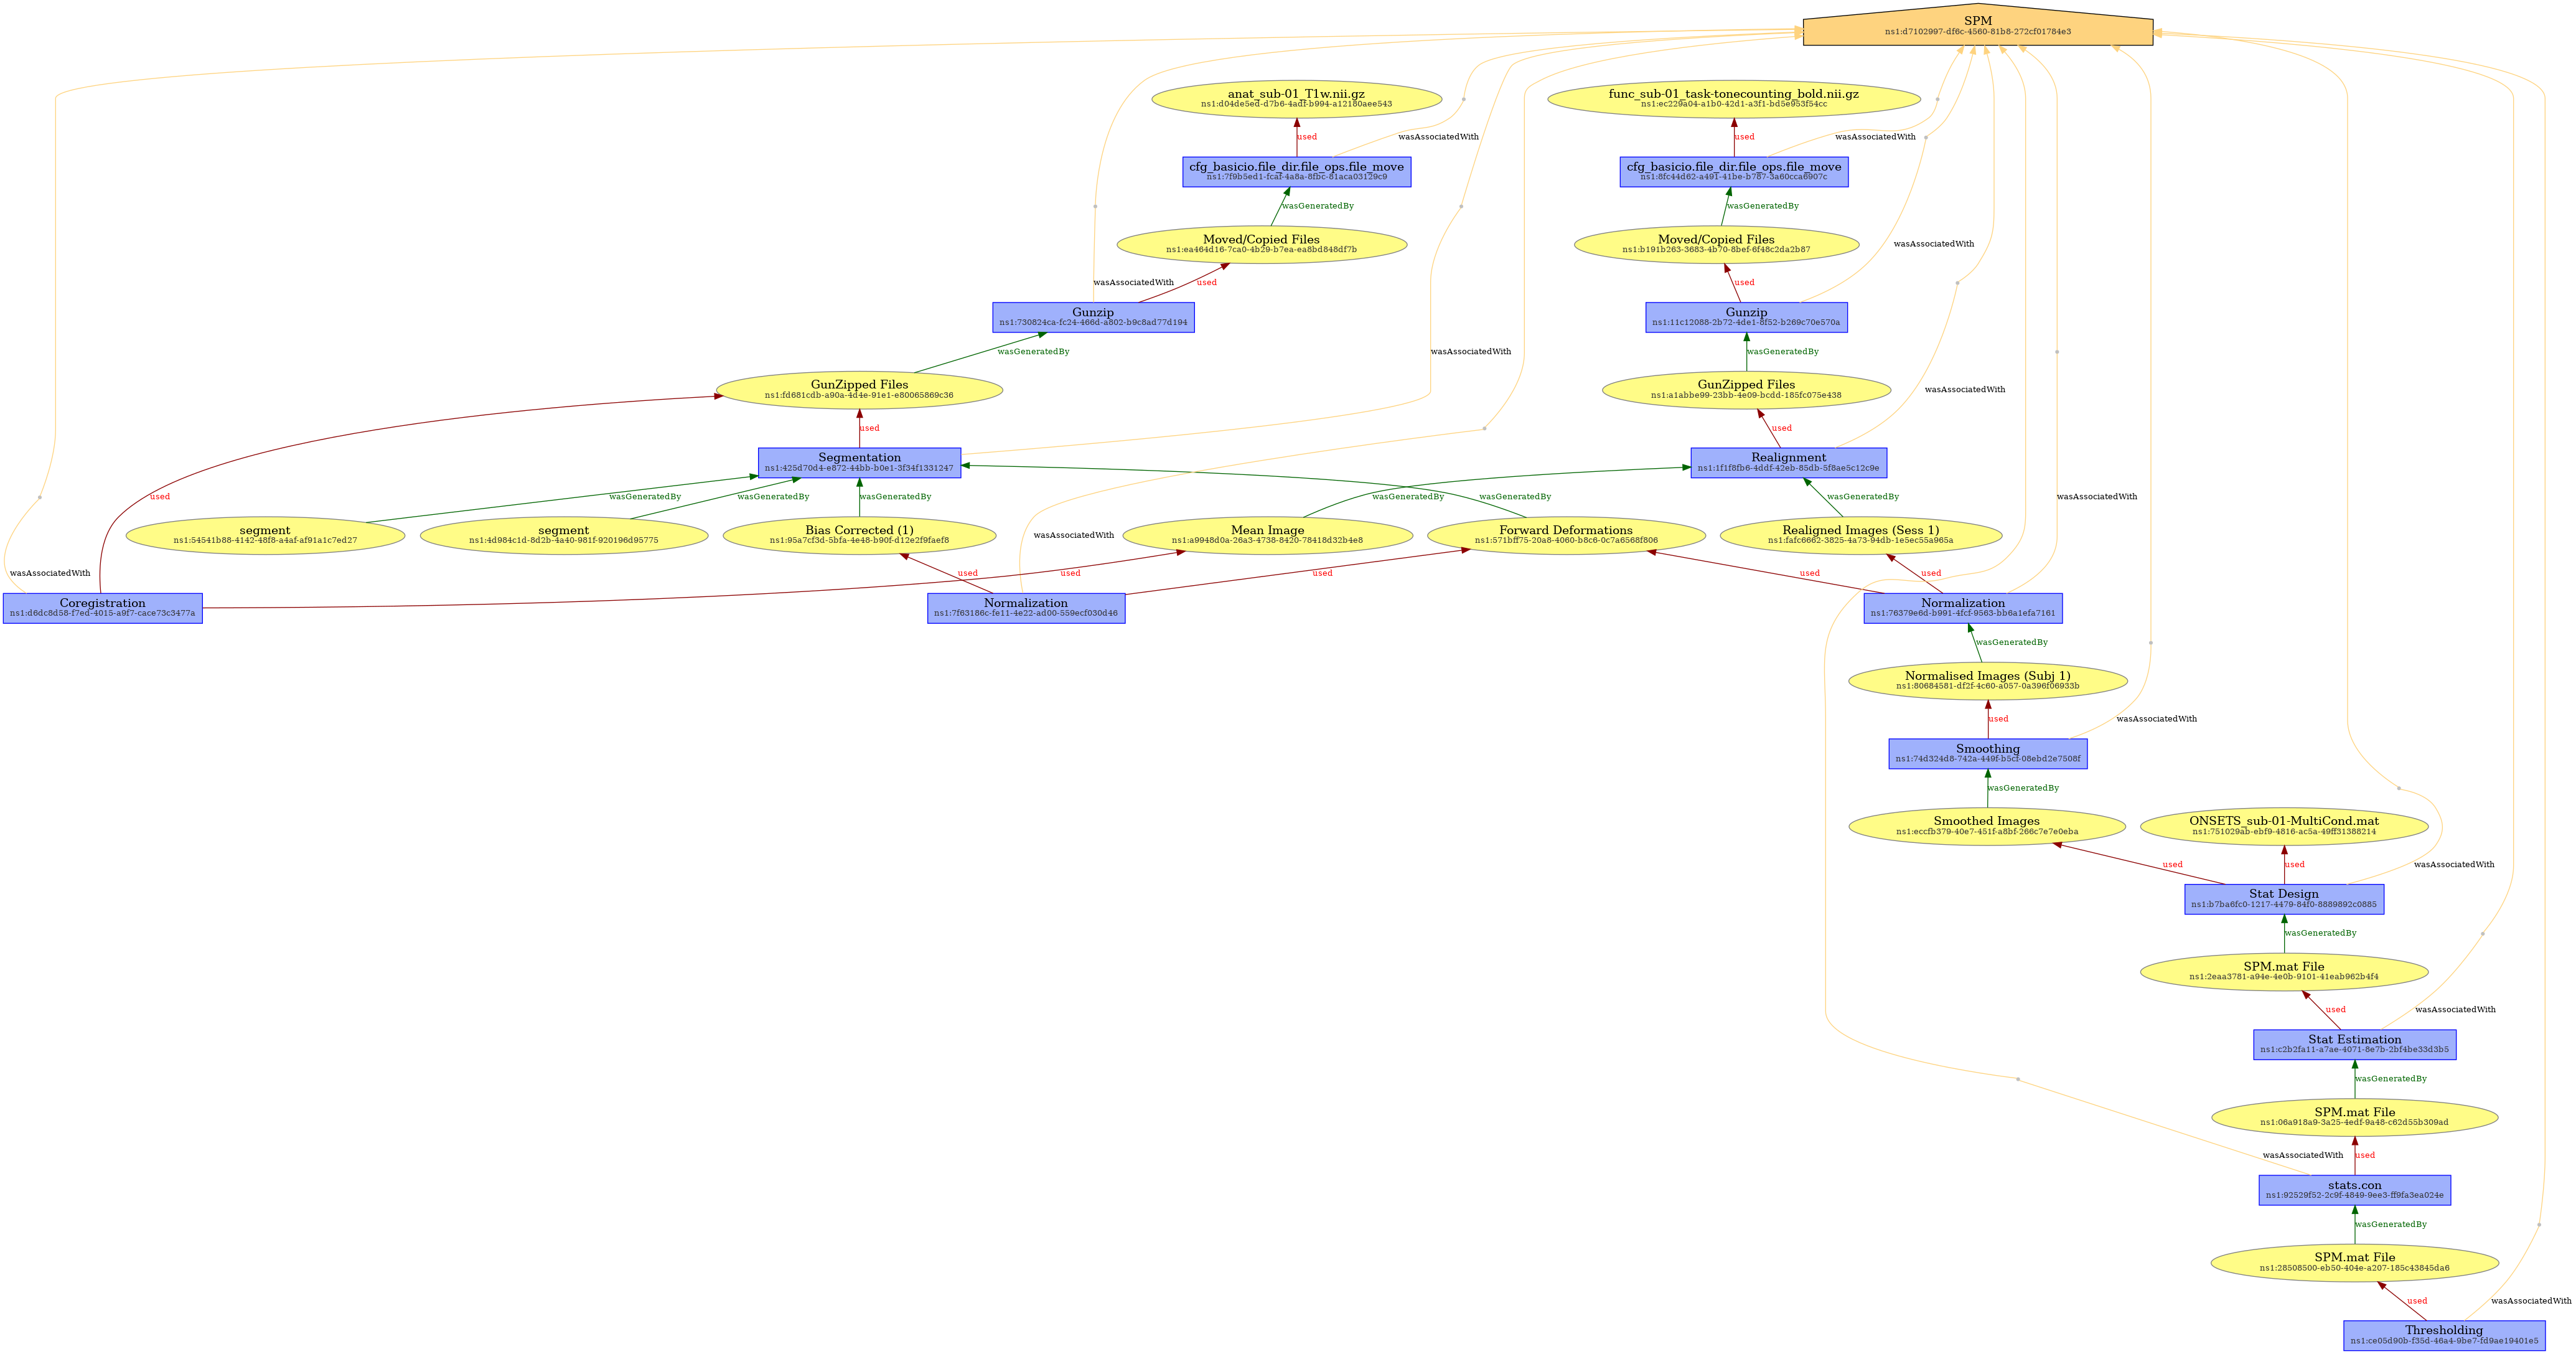 SPM
ns1:d7102997-df6c-4560-81b8-272cf01784e3
anat_sub-01_T1w.nii.gz
ns1:d04de5ed-d7b6-4adf-b994-a12180aee543
func_sub-01_task-tonecounting_bold.nii.gz
ns1:ec229a04-a1b0-42d1-a3f1-bd5e953f54cc
used
wasAssociatedWith
used
wasAssociatedWith
cfg_basicio.file_dir.file_ops.file_move
ns1:7f9b5ed1-fcaf-4a8a-8fbc-81aca03129c9
cfg_basicio.file_dir.file_ops.file_move
ns1:8fc44d62-a491-41be-b787-3a60cca6907c
wasGeneratedBy
wasGeneratedBy
Moved/Copied Files
ns1:ea464d16-7ca0-4b29-b7ea-ea8bd848df7b
Moved/Copied Files
ns1:b191b263-3683-4b70-8bef-6f48c2da2b87
wasAssociatedWith
wasAssociatedWith
used
used
Gunzip
ns1:730824ca-fc24-466d-a802-b9c8ad77d194
Gunzip
ns1:11c12088-2b72-4de1-8f52-b269c70e570a
wasGeneratedBy
wasAssociatedWith
wasGeneratedBy
GunZipped Files
ns1:fd681cdb-a90a-4d4e-91e1-e80065869c36
GunZipped Files
ns1:a1abbe99-23bb-4e09-bcdd-185fc075e438
wasAssociatedWith
used
used
Segmentation
ns1:425d70d4-e872-44bb-b0e1-3f34f1331247
Realignment
ns1:1f1f8fb6-4ddf-42eb-85db-5f8ae5c12c9e
used
wasGeneratedBy
wasGeneratedBy
wasGeneratedBy
wasGeneratedBy
wasGeneratedBy
wasGeneratedBy
wasAssociatedWith
segment
ns1:54541b88-4142-48f8-a4af-af91a1c7ed27
segment
ns1:4d984c1d-8d2b-4a40-981f-920196d95775
Bias Corrected (1)
ns1:95a7cf3d-5bfa-4e48-b90f-d12e2f9faef8
Mean Image
ns1:a9948d0a-26a3-4738-8420-78418d32b4e8
Forward Deformations
ns1:571bff75-20a8-4060-b8c6-0c7a6568f806
Realigned Images (Sess 1)
ns1:fafc6662-3825-4a73-94db-1e5ec55a965a
wasAssociatedWith
wasAssociatedWith
used
used
used
used
used
Coregistration
ns1:d6dc8d58-f7ed-4015-a9f7-cace73c3477a
Normalization
ns1:7f63186c-fe11-4e22-ad00-559ecf030d46
Normalization
ns1:76379e6d-b991-4fcf-9563-bb6a1efa7161
wasGeneratedBy
Normalised Images (Subj 1)
ns1:80684581-df2f-4c60-a057-0a396f06933b
used
wasAssociatedWith
Smoothing
ns1:74d324d8-742a-449f-b5cf-08ebd2e7508f
wasGeneratedBy
Smoothed Images
ns1:eccfb379-40e7-451f-a8bf-266c7e7e0eba
ONSETS_sub-01-MultiCond.mat
ns1:751029ab-ebf9-4816-ac5a-49ff31388214
used
used
wasAssociatedWith
Stat Design
ns1:b7ba6fc0-1217-4479-84f0-8889892c0885
wasGeneratedBy
SPM.mat File
ns1:2eaa3781-a94e-4e0b-9101-41eab962b4f4
used
wasAssociatedWith
Stat Estimation
ns1:c2b2fa11-a7ae-4071-8e7b-2bf4be33d3b5
wasGeneratedBy
SPM.mat File
ns1:06a918a9-3a25-4edf-9a48-c62d55b309ad
wasAssociatedWith
used
stats.con
ns1:92529f52-2c9f-4849-9ee3-ff9fa3ea024e
wasGeneratedBy
SPM.mat File
ns1:28508500-eb50-404e-a207-185c43845da6
used
wasAssociatedWith
Thresholding
ns1:ce05d90b-f35d-46a4-9be7-fd9ae19401e5